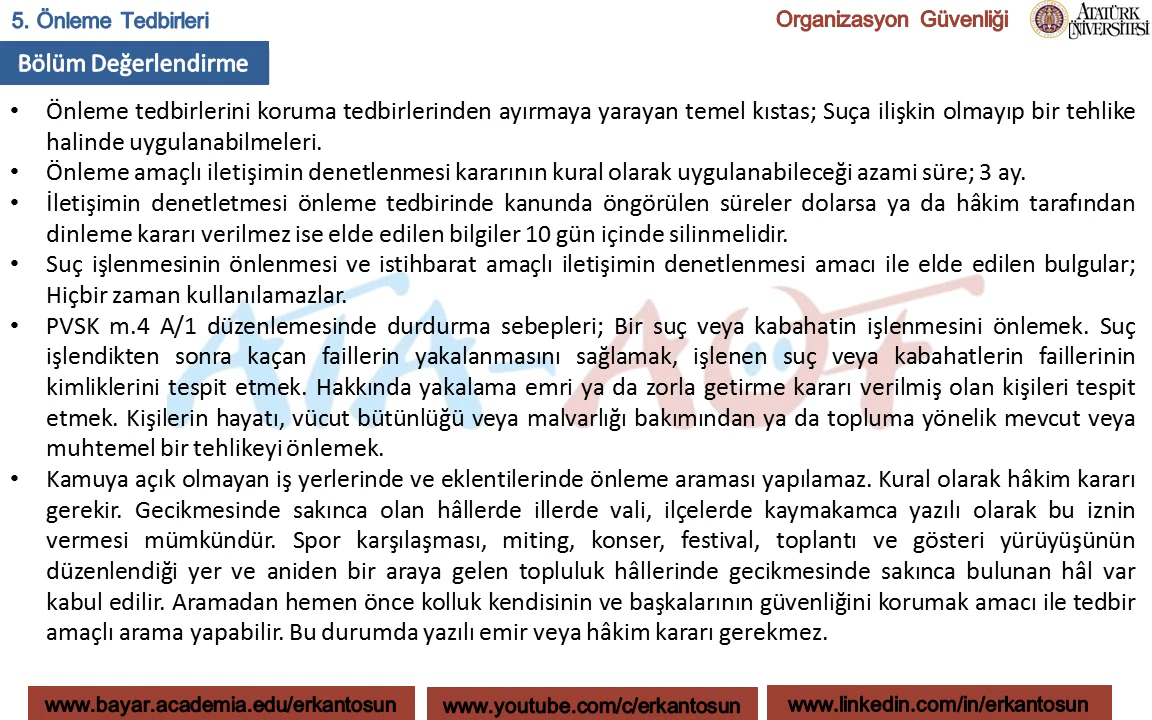 5. Önleme Tedbirleri
Organizasyon Güvenliği
ATATÜRK
ÜNİVERSİTESİ
Bölüm Değerlendirme
• Önleme tedbirlerini koruma tedbirlerinden ayırmaya yarayan temel kıstas; Suça ilişkin olmayıp bir tehlike
halinde uygulanabilmeleri.
• Önleme amaçlı iletişimin denetlenmesi kararının kural olarak uygulanabileceği azami süre; 3 ay.
• İletişimin denetletmesi önleme tedbirinde kanunda öngörülen süreler dolarsa ya da hâkim tarafından
dinleme kararı verilmez ise elde edilen bilgiler 10 gün içinde silinmelidir.
• Suç işlenmesinin önlenmesi ve istihbarat amaçlı iletişimin denetlenmesi amacı ile elde edilen bulgular;
Hiçbir zaman kullanılamazlar.
• PVSK m.4 A/1 düzenlemesinde durdurma sebepleri; Bir suç veya kabahatin işlenmesini önlemek. Suç
işlendikten sonra kaçan faillerin yakalanmasını sağlamak, işlenen suç veya kabahatlerin faillerinin
kimliklerini tespit etmek. Hakkında yakalama emri ya da zorla getirme kararı verilmiş olan kişileri tespit
etmek. Kişilerin hayatı, vücut bütünlüğü veya malvarlığı bakımından ya da topluma yönelik mevcut veya
muhtemel bir tehlikeyi önlemek.
• Kamuya açık olmayan iş yerlerinde ve eklentilerinde önleme araması yapılamaz. Kural olarak hâkim kararı
gerekir. Gecikmesinde sakınca olan hâllerde illerde vali, ilçelerde kaymakamca yazılı olarak bu iznin
vermesi mümkündür. Spor karşılaşması, miting, konser, festival, toplantı ve gösteri yürüyüşünün
düzenlendiği yer ve aniden bir araya gelen topluluk hâllerinde gecikmesinde sakınca bulunan hâl var
kabul edilir. Aramadan hemen önce kolluk kendisinin ve başkalarının güvenliğini korumak amacı ile tedbir
amaçlı arama yapabilir. Bu durumda yazılı emir veya hâkim kararı gerekmez.
ATA-AÖF
www.bayar.academia.edu/erkantosun
www.youtube.com/c/erkantosun
www.linkedin.com/in/erkantosun